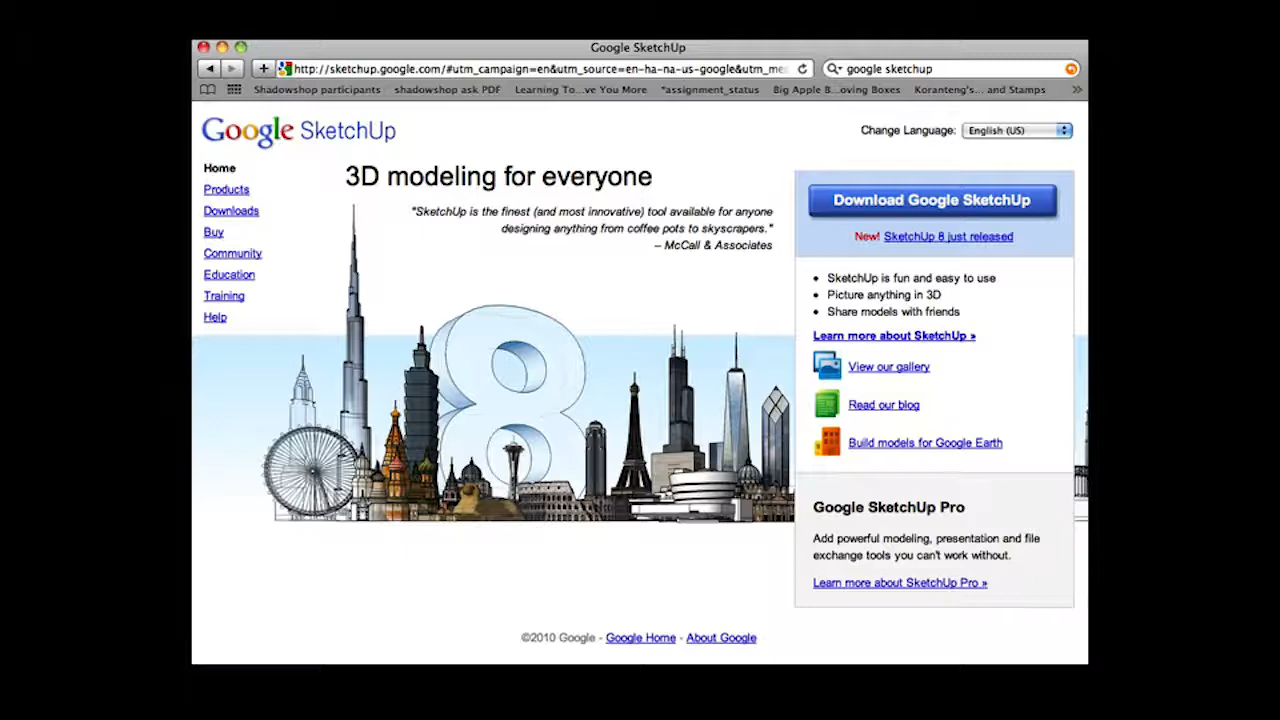 Google SketchUp
http://sketchup.google.com/#utm_campaign=en&utm_source=en-ha-na-us-google&utm_me
google sketchup
Shadowshop participants
shadowshop ask PDF
Learning To...ve You More
*assignment_status
Big Apple B...oving Boxes
Koranteng's... and Stamps
Google SketchUp
Change Language:
English (US)
Home
Products
Downloads
Buy
Community
Education
Training
Help
3D modeling for everyone
"SketchUp is the finest (and most innovative) tool available for anyone
designing anything from coffee pots to skyscrapers."
– McCall & Associates
8
Download Google SketchUp
New! SketchUp 8 just released
• SketchUp is fun and easy to use
• Picture anything in 3D
• Share models with friends
Learn more about SketchUp »
View our gallery
Read our blog
Build models for Google Earth
Google SketchUp Pro
Add powerful modeling, presentation and file
exchange tools you can't work without.
Learn more about SketchUp Pro »
©2010 Google - Google Home - About Google